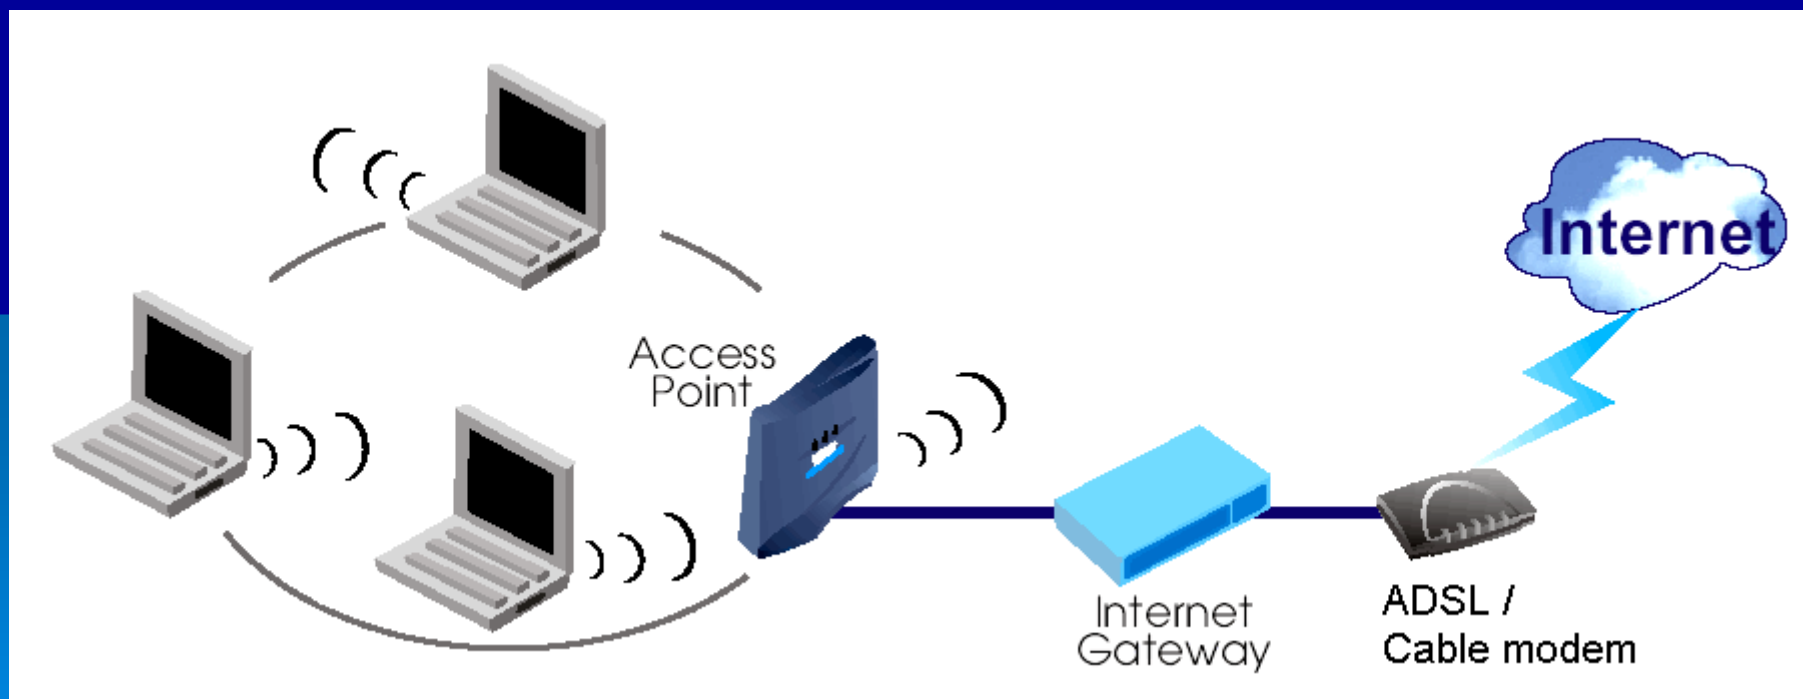 Internet
Access
Point
Internet
Gateway
ADSL /
Cable modem